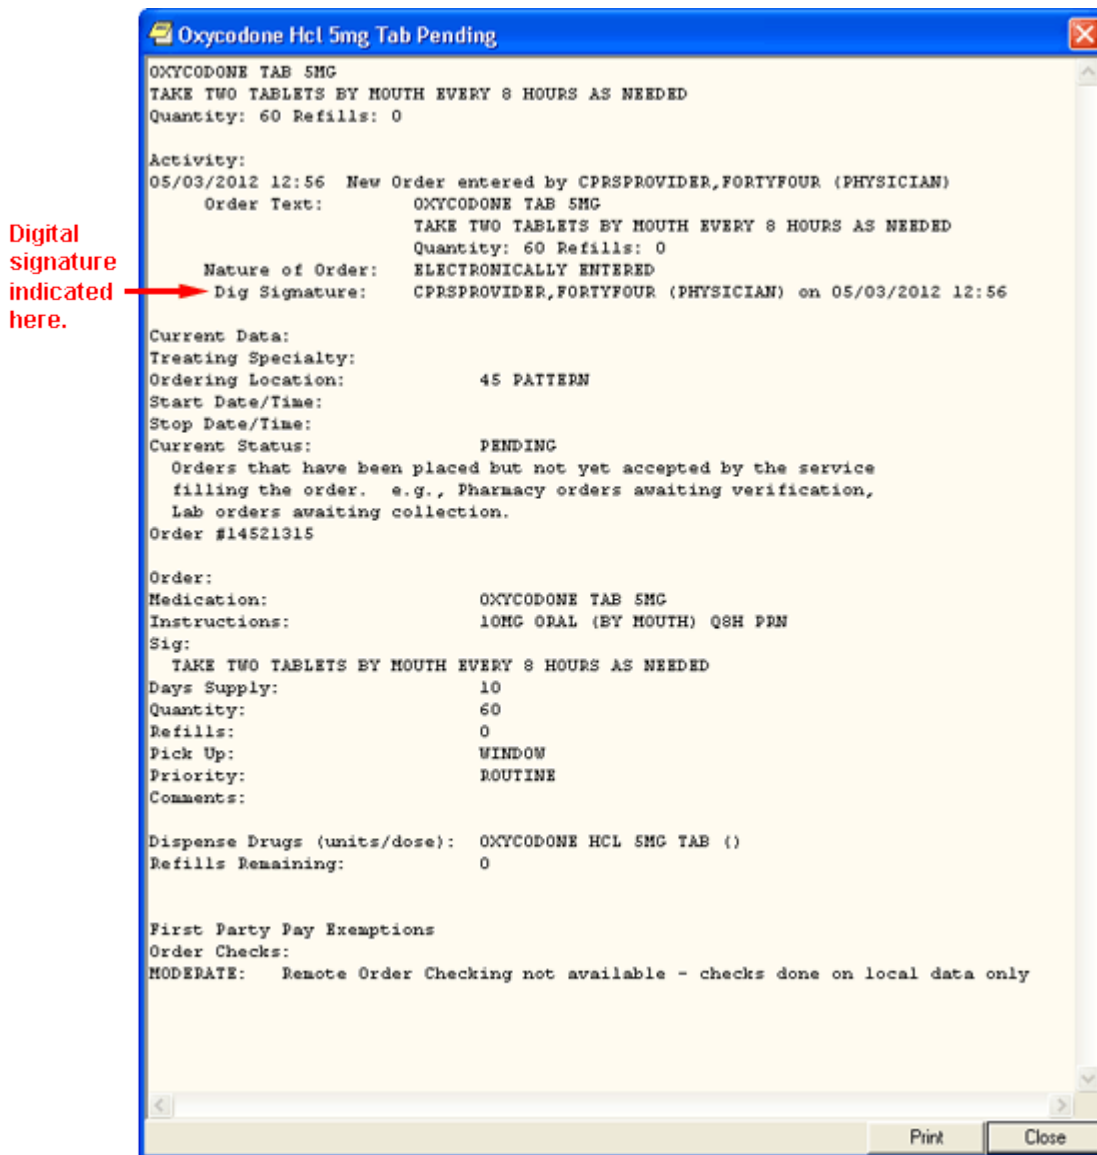 Oxycodone Hcl 5mg Tab Pending
OXYCODONE TAB 5MG
TAKE TWO TABLETS BY MOUTH EVERY 8 HOURS AS NEEDED
Quantity: 60 Refills: 0
Activity:
05/03/2012 12:56 New Order entered by CPRSPROVIDER,FORTYFOUR (PHYSICIAN)
Order Text: OXYCODONE TAB 5MG
TAKE TWO TABLETS BY MOUTH EVERY 8 HOURS AS NEEDED
Quantity: 60 Refills: 0
Nature of Order: ELECTRONICALLY ENTERED
Dig Signature: CPRSPROVIDER,FORTYFOUR (PHYSICIAN) on 05/03/2012 12:56
Digital
signature
indicated
here.
Current Data:
Treating Specialty:
Ordering Location: 45 PATTERN
Start Date/Time:
Stop Date/Time:
Current Status: PENDING
Orders that have been placed but not yet accepted by the service
filling the order. e.g., Pharmacy orders awaiting verification,
Lab orders awaiting collection.
Order #14521315
Order:
Medication: OXYCODONE TAB 5MG
Instructions: 10MG ORAL (BY MOUTH) Q8H PRN
Sig:
TAKE TWO TABLETS BY MOUTH EVERY 8 HOURS AS NEEDED
Days Supply: 10
Quantity: 60
Refills: 0
Pick Up: WINDOW
Priority: ROUTINE
Comments:
Dispense Drugs (units/dose): OXYCODONE HCL 5MG TAB ()
Refills Remaining: 0
First Party Pay Exemptions
Order Checks:
MODERATE: Remote Order Checking not available - checks done on local data only
Print Close